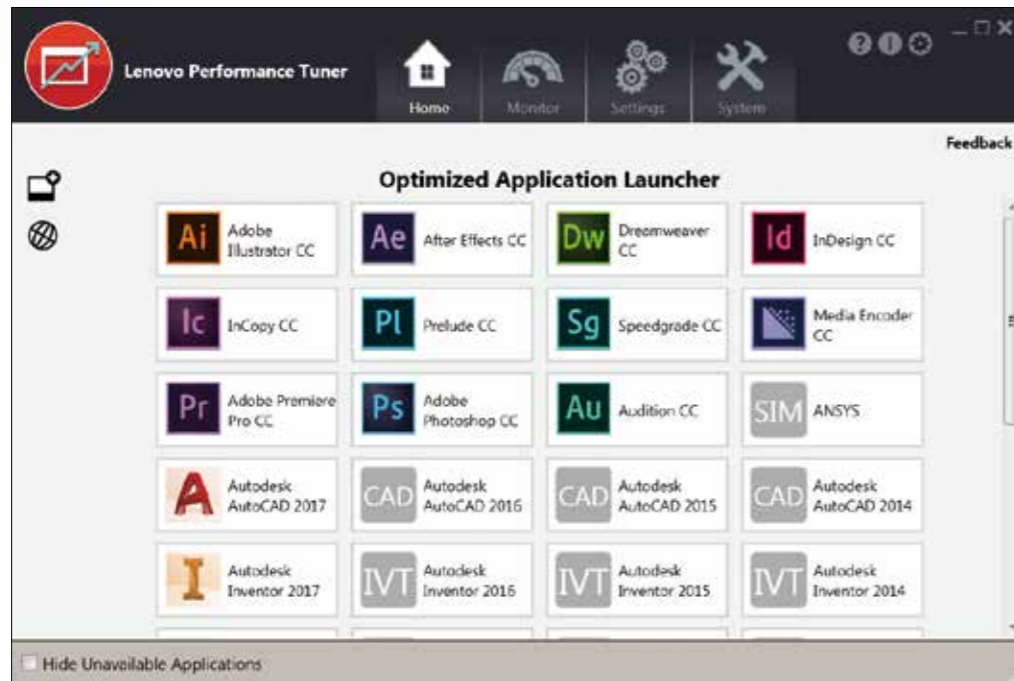 Lenovo Performance Tuner
Home
Monitor
Settings
System
Feedback
Optimized Application Launcher
Ai
Adobe
Illustrator CC
Ae
After Effects CC
Dw
Dreamweaver
CC
Id
InDesign CC
Ic
InCopy CC
Pl
Prelude CC
Sg
Speedgrade CC
Media Encoder
CC
Pr
Adobe Premiere
Pro CC
Ps
Adobe
Photoshop CC
Au
Audition CC
SIM
ANSYS
A
Autodesk
AutoCAD 2017
CAD
Autodesk
AutoCAD 2016
CAD
Autodesk
AutoCAD 2015
CAD
Autodesk
AutoCAD 2014
I
Autodesk
Inventor 2017
IVT
Autodesk
Inventor 2016
IVT
Autodesk
Inventor 2015
IVT
Autodesk
Inventor 2014
Hide Unavailable Applications